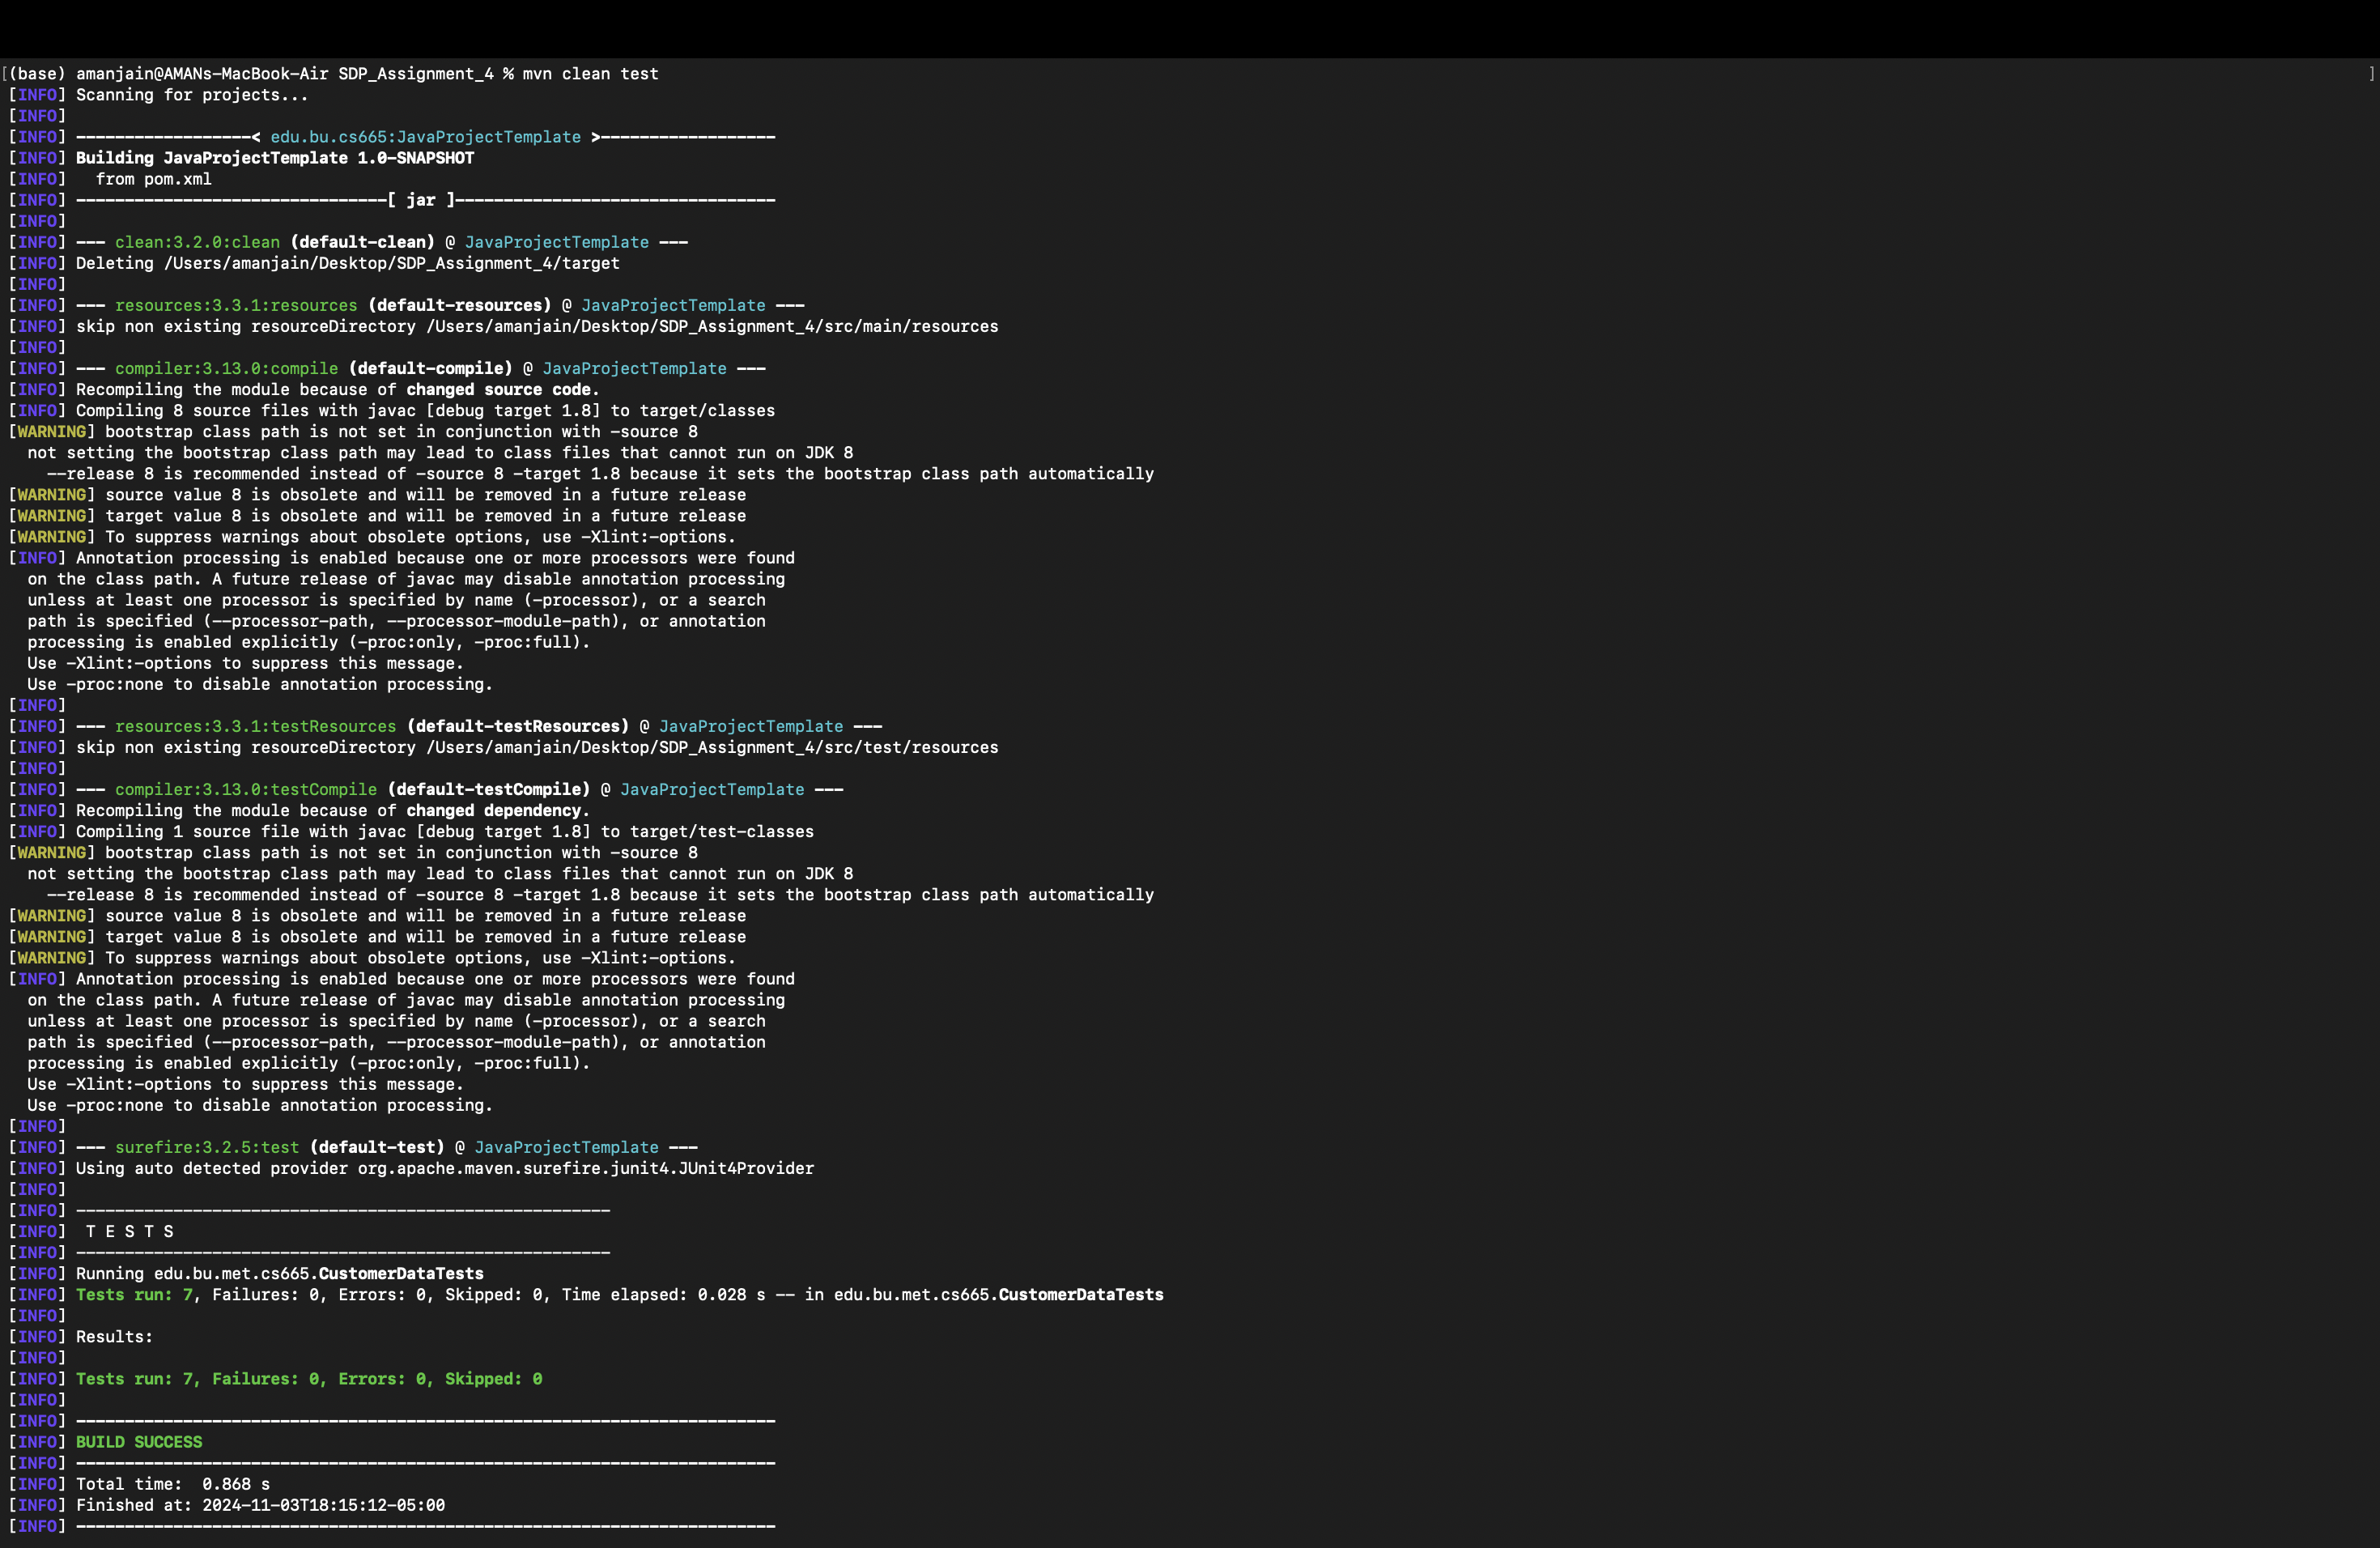 [(base) amanjain@AMANs-MacBook-Air SDP_Assignment_4 % mvn clean test ]
[INFO] Scanning for projects...
[INFO]
[INFO] ------------------< edu.bu.cs665:JavaProjectTemplate >------------------
[INFO] Building JavaProjectTemplate 1.0-SNAPSHOT
[INFO]   from pom.xml
[INFO] --------------------------------[ jar ]---------------------------------
[INFO]
[INFO] --- clean:3.2.0:clean (default-clean) @ JavaProjectTemplate ---
[INFO] Deleting /Users/amanjain/Desktop/SDP_Assignment_4/target
[INFO]
[INFO] --- resources:3.3.1:resources (default-resources) @ JavaProjectTemplate ---
[INFO] skip non existing resourceDirectory /Users/amanjain/Desktop/SDP_Assignment_4/src/main/resources
[INFO]
[INFO] --- compiler:3.13.0:compile (default-compile) @ JavaProjectTemplate ---
[INFO] Recompiling the module because of changed source code.
[INFO] Compiling 8 source files with javac [debug target 1.8] to target/classes
[WARNING] bootstrap class path is not set in conjunction with -source 8
  not setting the bootstrap class path may lead to class files that cannot run on JDK 8
    --release 8 is recommended instead of -source 8 -target 1.8 because it sets the bootstrap class path automatically
[WARNING] source value 8 is obsolete and will be removed in a future release
[WARNING] target value 8 is obsolete and will be removed in a future release
[WARNING] To suppress warnings about obsolete options, use -Xlint:-options.
[INFO] Annotation processing is enabled because one or more processors were found
  on the class path. A future release of javac may disable annotation processing
  unless at least one processor is specified by name (-processor), or a search
  path is specified (--processor-path, --processor-module-path), or annotation
  processing is enabled explicitly (-proc:only, -proc:full).
  Use -Xlint:-options to suppress this message.
  Use -proc:none to disable annotation processing.
[INFO]
[INFO] --- resources:3.3.1:testResources (default-testResources) @ JavaProjectTemplate ---
[INFO] skip non existing resourceDirectory /Users/amanjain/Desktop/SDP_Assignment_4/src/test/resources
[INFO]
[INFO] --- compiler:3.13.0:testCompile (default-testCompile) @ JavaProjectTemplate ---
[INFO] Recompiling the module because of changed dependency.
[INFO] Compiling 1 source file with javac [debug target 1.8] to target/test-classes
[WARNING] bootstrap class path is not set in conjunction with -source 8
  not setting the bootstrap class path may lead to class files that cannot run on JDK 8
    --release 8 is recommended instead of -source 8 -target 1.8 because it sets the bootstrap class path automatically
[WARNING] source value 8 is obsolete and will be removed in a future release
[WARNING] target value 8 is obsolete and will be removed in a future release
[WARNING] To suppress warnings about obsolete options, use -Xlint:-options.
[INFO] Annotation processing is enabled because one or more processors were found
  on the class path. A future release of javac may disable annotation processing
  unless at least one processor is specified by name (-processor), or a search
  path is specified (--processor-path, --processor-module-path), or annotation
  processing is enabled explicitly (-proc:only, -proc:full).
  Use -Xlint:-options to suppress this message.
  Use -proc:none to disable annotation processing.
[INFO]
[INFO] --- surefire:3.2.5:test (default-test) @ JavaProjectTemplate ---
[INFO] Using auto detected provider org.apache.maven.surefire.junit4.JUnit4Provider
[INFO]
[INFO] -------------------------------------------------------
[INFO]  T E S T S
[INFO] -------------------------------------------------------
[INFO] Running edu.bu.met.cs665.CustomerDataTests
[INFO] Tests run: 7, Failures: 0, Errors: 0, Skipped: 0, Time elapsed: 0.028 s -- in edu.bu.met.cs665.CustomerDataTests
[INFO]
[INFO] Results:
[INFO]
[INFO] Tests run: 7, Failures: 0, Errors: 0, Skipped: 0
[INFO]
[INFO] ------------------------------------------------------------------------
[INFO] BUILD SUCCESS
[INFO] ------------------------------------------------------------------------
[INFO] Total time:  0.868 s
[INFO] Finished at: 2024-11-03T18:15:12-05:00
[INFO] ------------------------------------------------------------------------